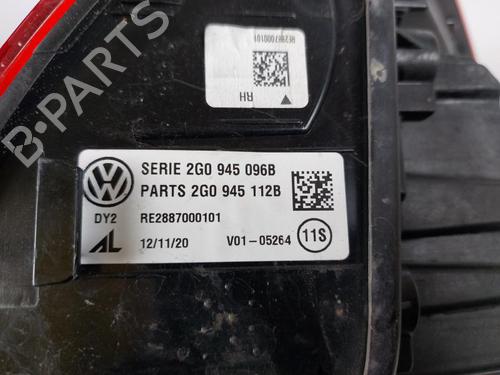 RE2887000101
RH
B-PARTS
SERIE 2G0 945 096B
PARTS 2G0 945 112B
DY2
RE2887000101
AL
12/11/20
V01-05264
11S